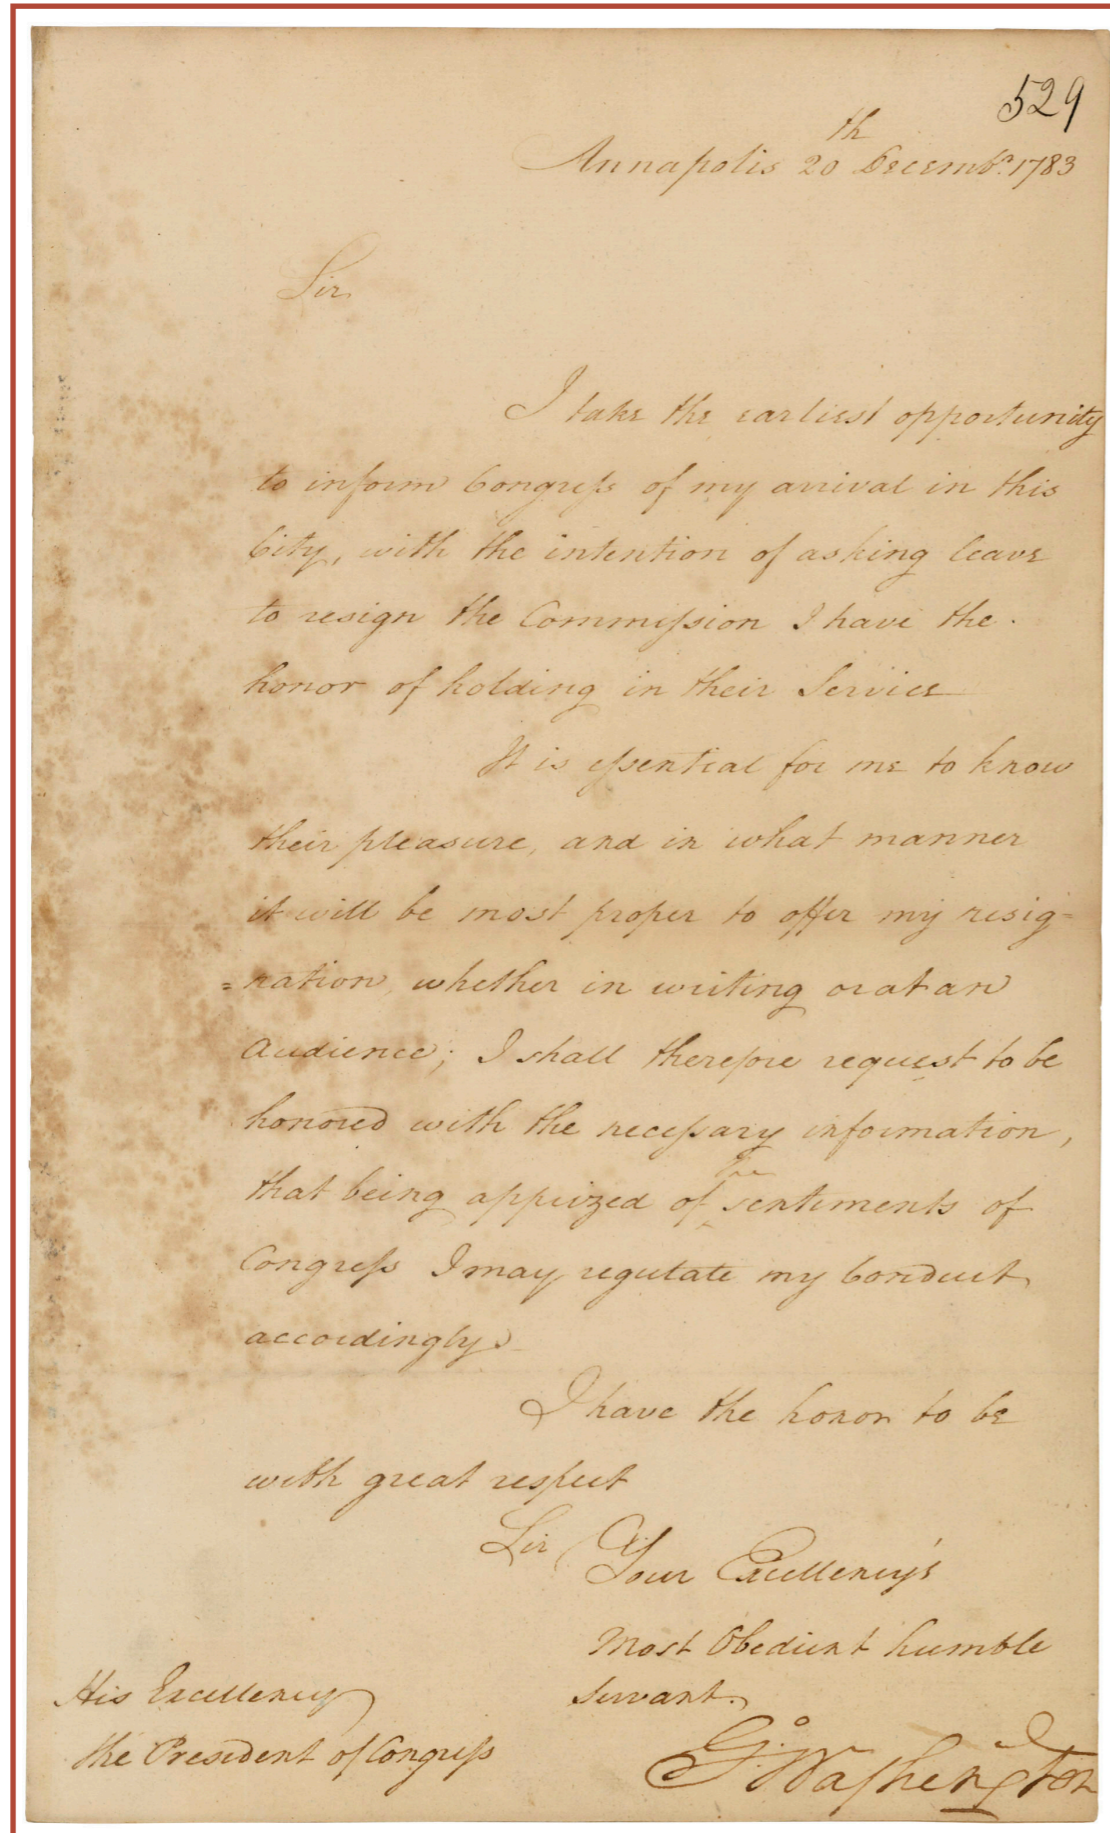 529
Annapolis 20th Decembr. 1783
Sir
I take the earliest opportunity
to inform Congress of my arrival in this
City, with the intention of asking leave
to resign the Commission I have the
honor of holding in their Service
It is essential for me to know
their pleasure, and in what manner
it will be most proper to offer my resig=
=nation, whether in writing or at an
Audience; I shall therefore request to be
honored with the necessary information,
that being apprized of the sentiments of
Congress I may regulate my Conduct
accordingly.
I have the honor to be
with great respect
Sir Your Excellency's
Most Obedient humble
servant.
Go: Washington
His Excellency
the President of Congress